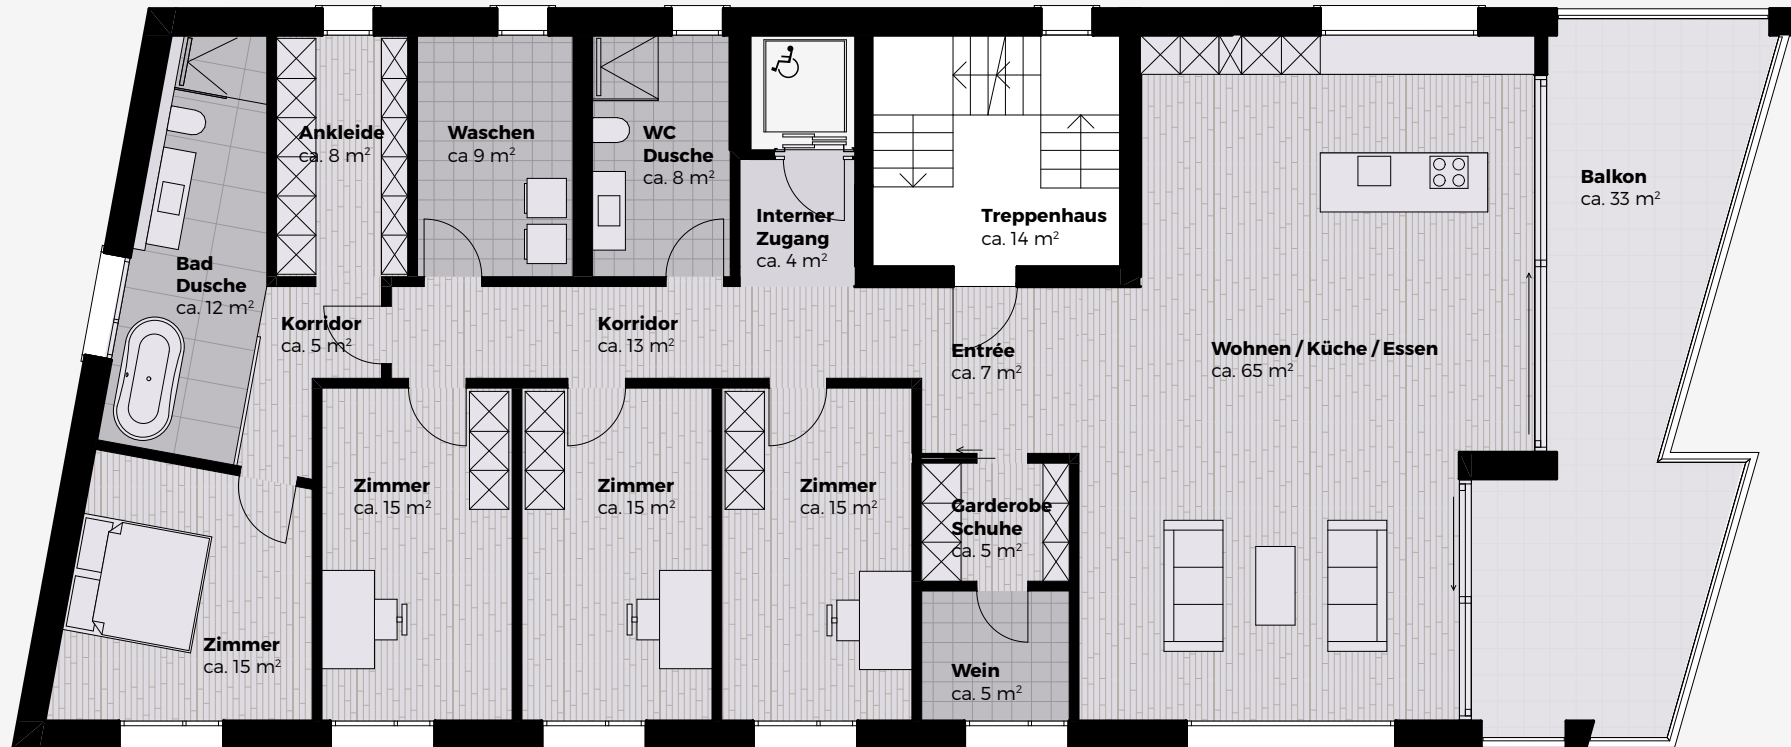 Ankleide
ca. 8 m²
Waschen
ca 9 m²
WC
Dusche
ca. 8 m²
Interner
Zugang
ca. 4 m²
Treppenhaus
ca. 14 m²
Balkon
ca. 33 m²
Bad
Dusche
ca. 12 m²
Korridor
ca. 5 m²
Korridor
ca. 13 m²
Entrée
ca. 7 m²
Wohnen / Küche / Essen
ca. 65 m²
Zimmer
ca. 15 m²
Zimmer
ca. 15 m²
Zimmer
ca. 15 m²
Garderobe
Schuhe
ca. 5 m²
Zimmer
ca. 15 m²
Wein
ca. 5 m²